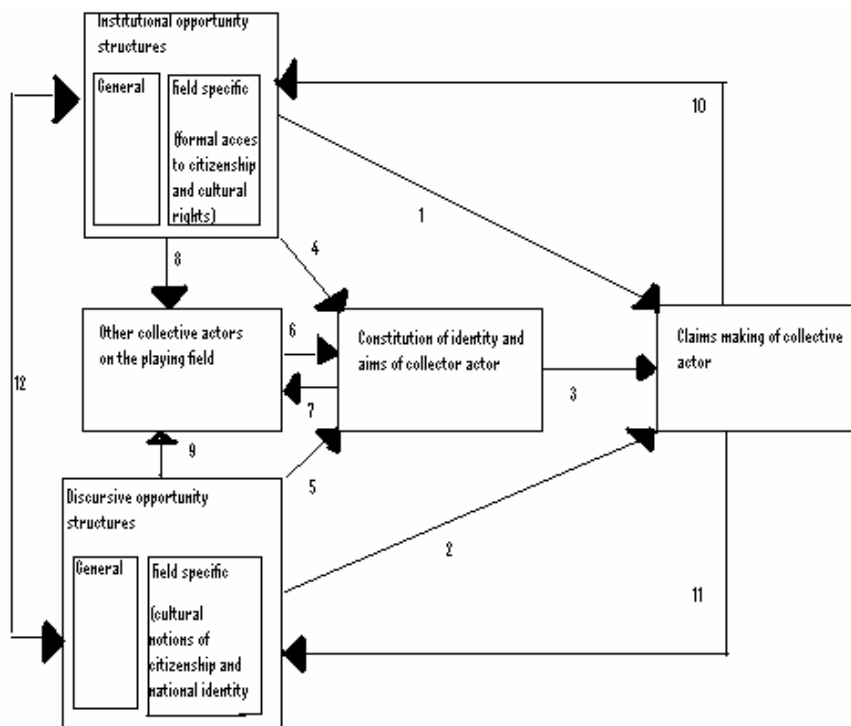 Institutional opportunity
structures
General
Field specific
(formal acces
to citizenship
and cultural
rights)
10
1
4
8
Other collective actors
on the playing field
6
Constitution of identity and
aims of collector actor
Claims making of collective
actor
12
7
3
9
5
Discursive opportunity
structures
2
General
Field specific
(cultural
notions of
citizenship and
national identity
11